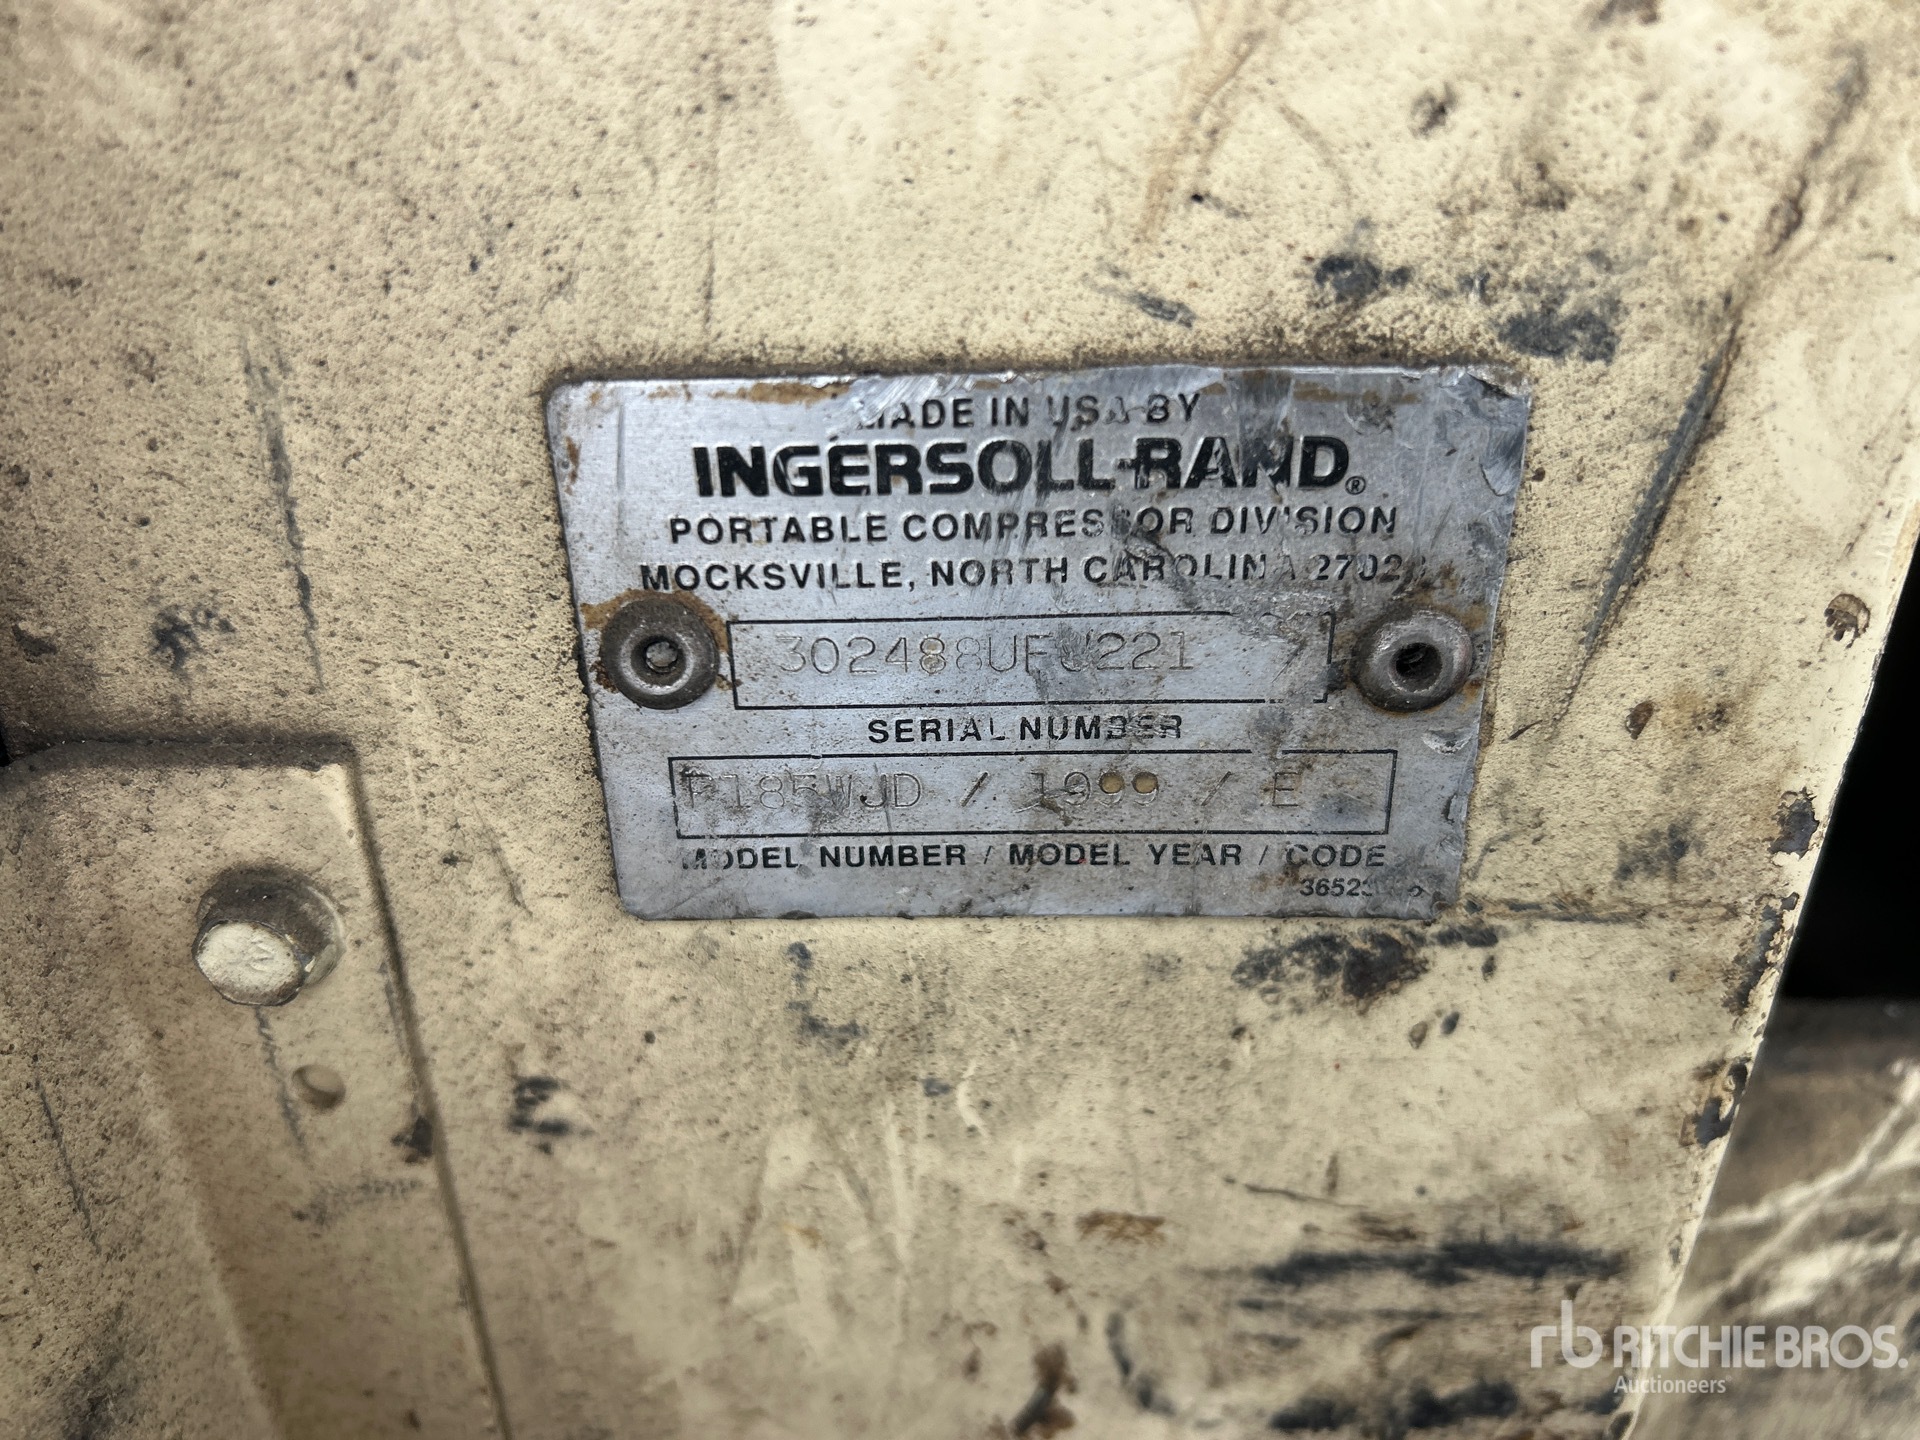 MADE IN USA BY
INGERSOLL-RAND®
PORTABLE COMPRESSOR DIVISION
MOCKSVILLE, NORTH CAROLINA
SERIAL NUMBER
P185WJD / 1999 / E
MODEL NUMBER / MODEL YEAR / CODE
rb RITCHIE BROS.
Auctioneers